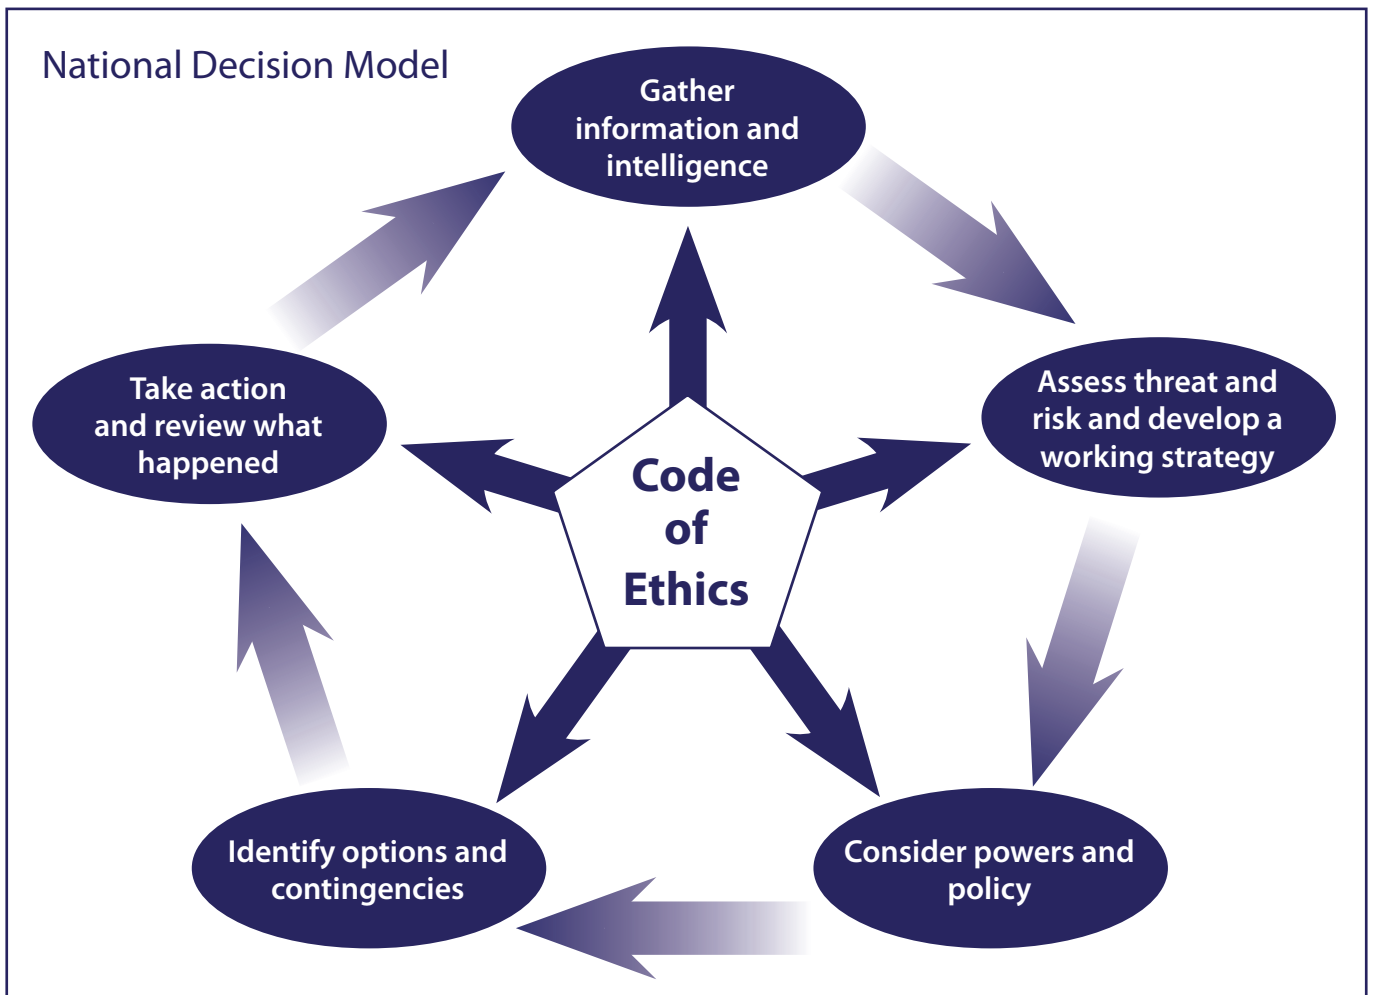 National Decision Model
Gather
information and
intelligence
Assess threat and
risk and develop a
working strategy
Consider powers and
policy
Identify options and
contingencies
Take action
and review what
happened
Code
of
Ethics